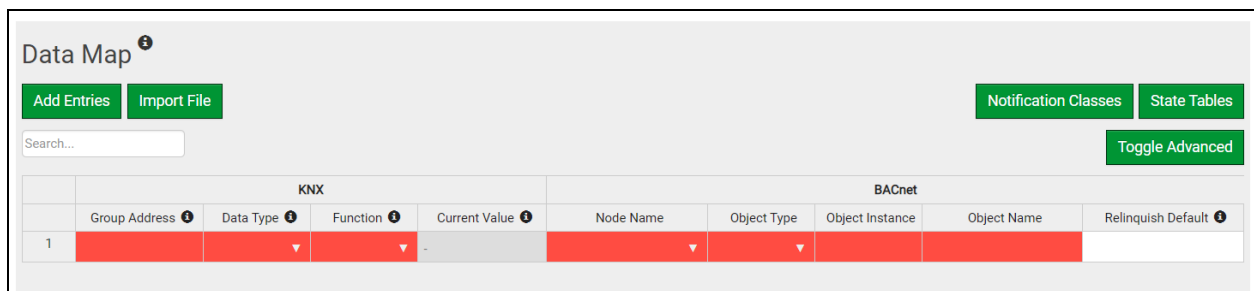 Data Map
Add Entries Import File Notification Classes State Tables
Search... Toggle Advanced
KNX BACnet
Group Address Data Type Function Current Value Node Name Object Type Object Instance Object Name Relinquish Default
1 -